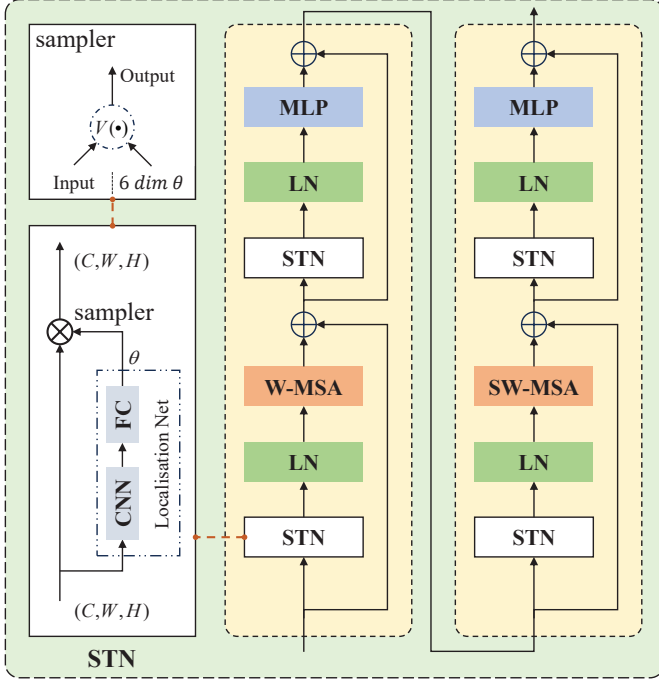 sampler
Output
V(•)
Input
6 dim θ
(C,W,H)
sampler
θ
FC
CNN
Localisation Net
(C,W,H)
STN
MLP
LN
STN
W-MSA
LN
STN
MLP
LN
STN
SW-MSA
LN
STN